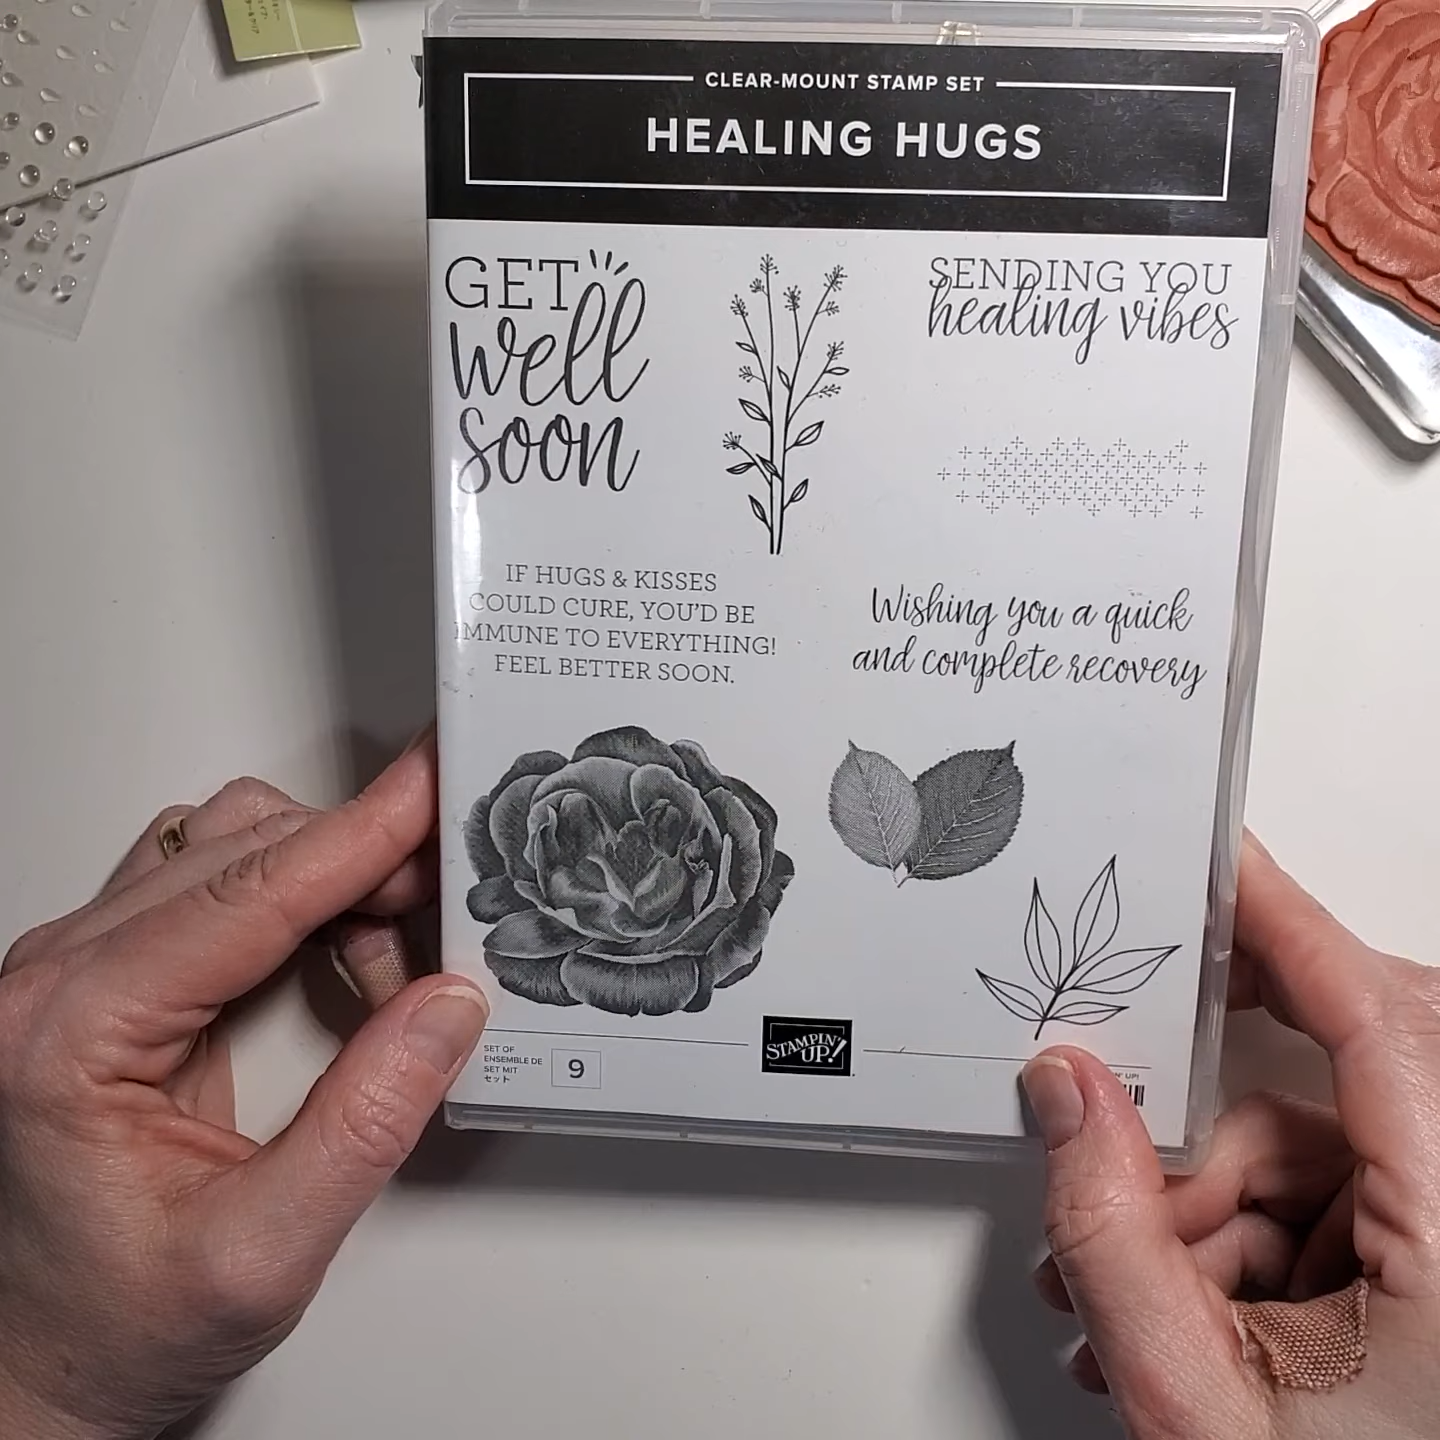 CLEAR-MOUNT STAMP SET
HEALING HUGS
GET
well
soon
SENDING YOU
healing vibes
IF HUGS & KISSES
COULD CURE, YOU'D BE
IMMUNE TO EVERYTHING!
FEEL BETTER SOON.
Wishing you a quick
and complete recovery
SET OF
ENSEMBLE DE
SET MIT
セット
9
STAMPIN'
UP!
UP!